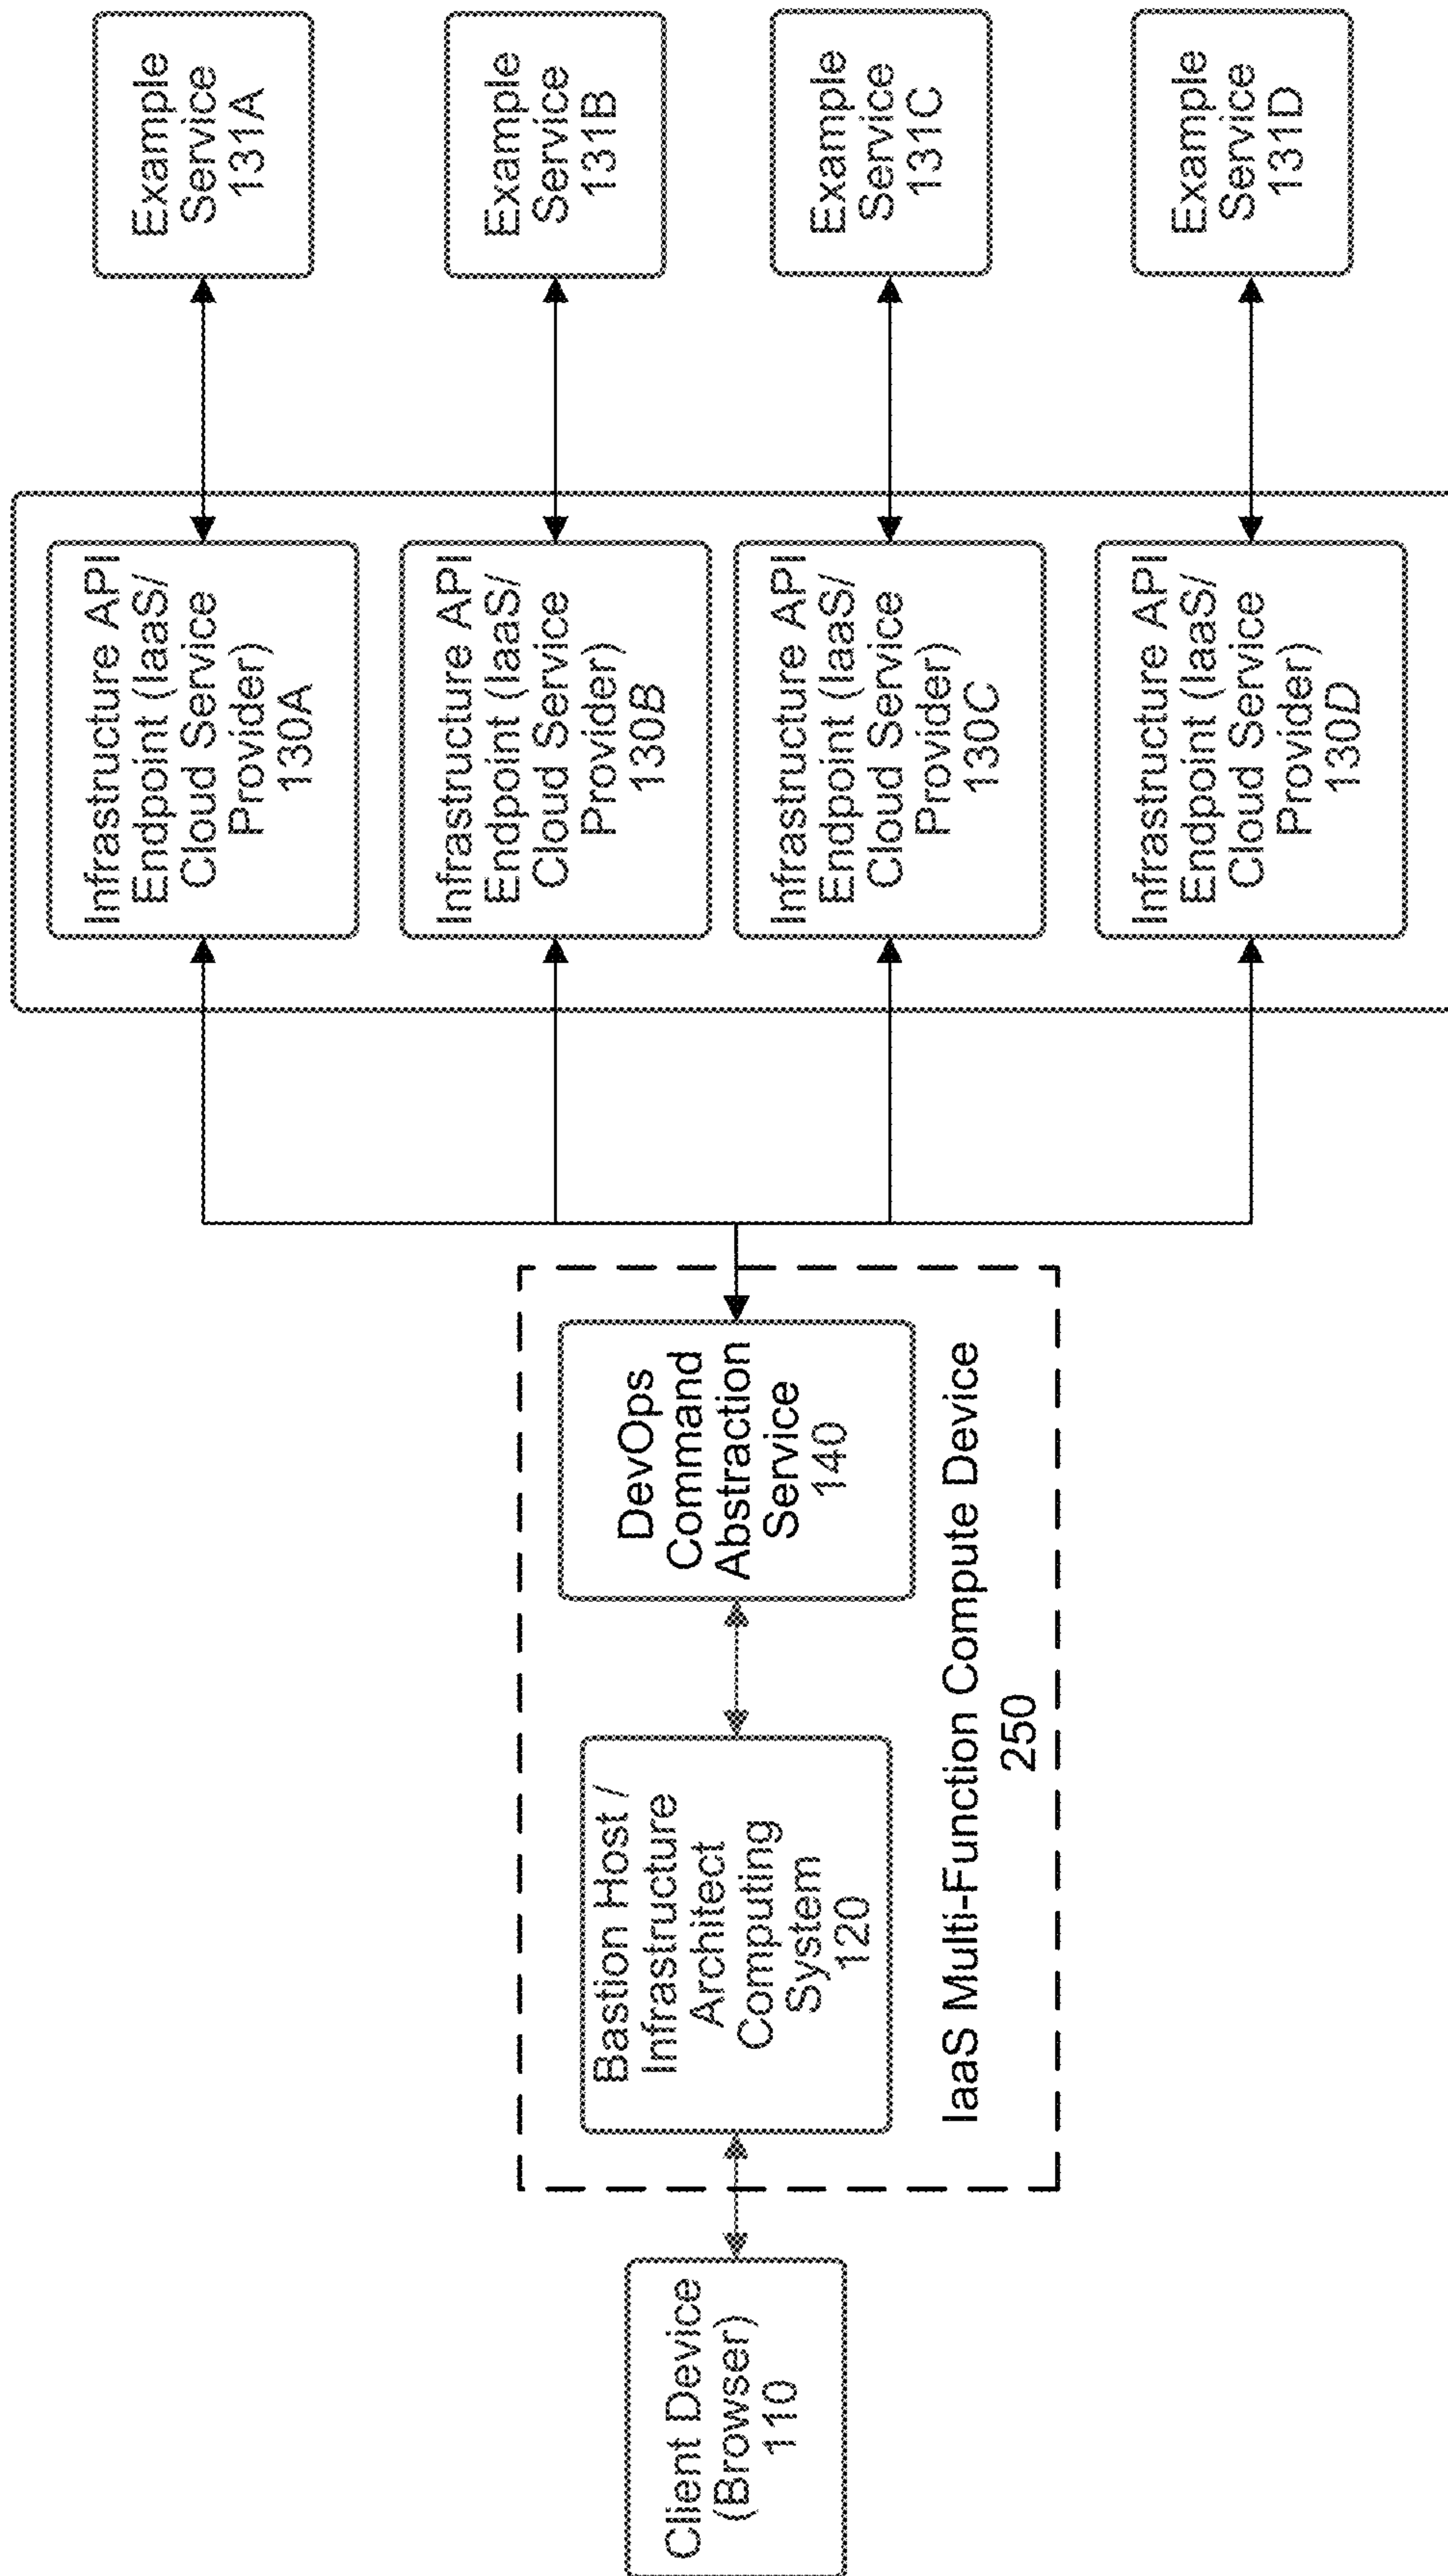 Client Device
(Browser)
110
Bastion Host /
Infrastructure
Architect
Computing
System
120
DevOps
Command
Abstraction
Service
140
IaaS Multi-Function Compute Device
250
Infrastructure API
Endpoint (IaaS/
Cloud Service
Provider)
130A
Infrastructure API
Endpoint (IaaS/
Cloud Service
Provider)
130B
Infrastructure API
Endpoint (IaaS/
Cloud Service
Provider)
130C
Infrastructure API
Endpoint (IaaS/
Cloud Service
Provider)
130D
Example
Service
131A
Example
Service
131B
Example
Service
131C
Example
Service
131D